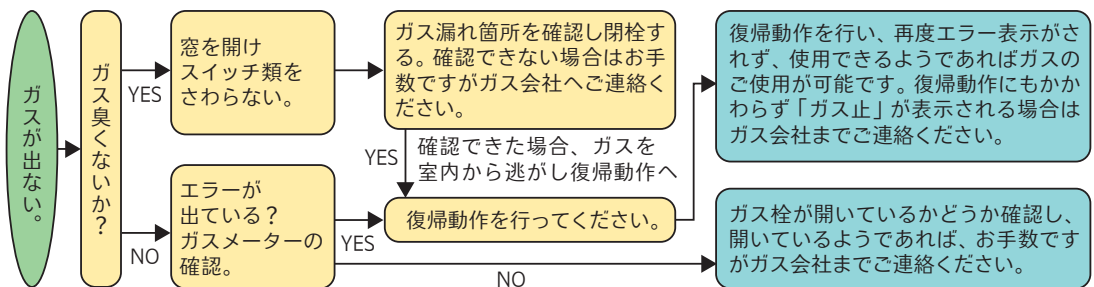 ガスが出ない。
ガス臭くないか？
YES
窓を開け
スイッチ類を
さわらない。
ガス漏れ箇所を確認し閉栓
する。確認できない場合はお手
数ですがガス会社へご連絡く
ださい。
YES
確認できた場合、ガスを
室内から逃がし復帰動作へ
NO
エラーが
出ている？
ガスメーターの
確認。
YES
復帰動作を行ってください。
NO
復帰動作を行い、再度エラー表示がさ
れず、使用できるようであればガスの
ご使用が可能です。復帰動作にもかか
わらず「ガス止」が表示される場合は
ガス会社までご連絡ください。
ガス栓が開いているかどうか確認し、
開いているようであれば、お手数です
がガス会社までご連絡ください。